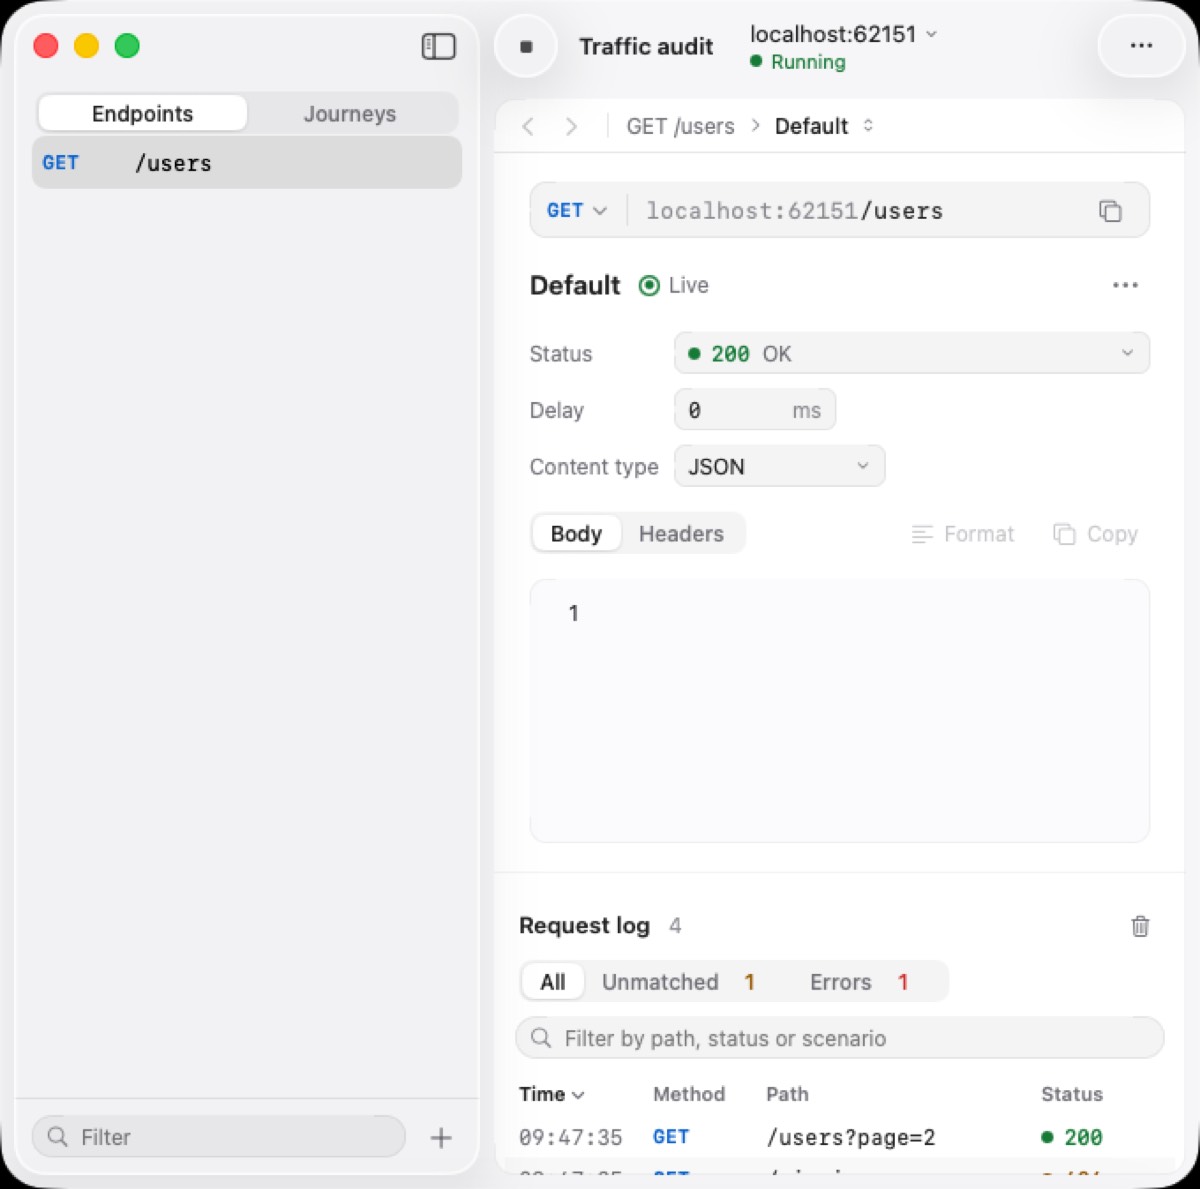 Endpoints
Journeys
GET /users
Filter
Traffic audit
localhost:62151
Running
GET /users > Default
GET localhost:62151/users
Default Live
Status 200 OK
Delay 0 ms
Content type JSON
Body Headers Format Copy
1
Request log 4
All Unmatched 1 Errors 1
Filter by path, status or scenario
Time Method Path Status
09:47:35 GET /users?page=2 200